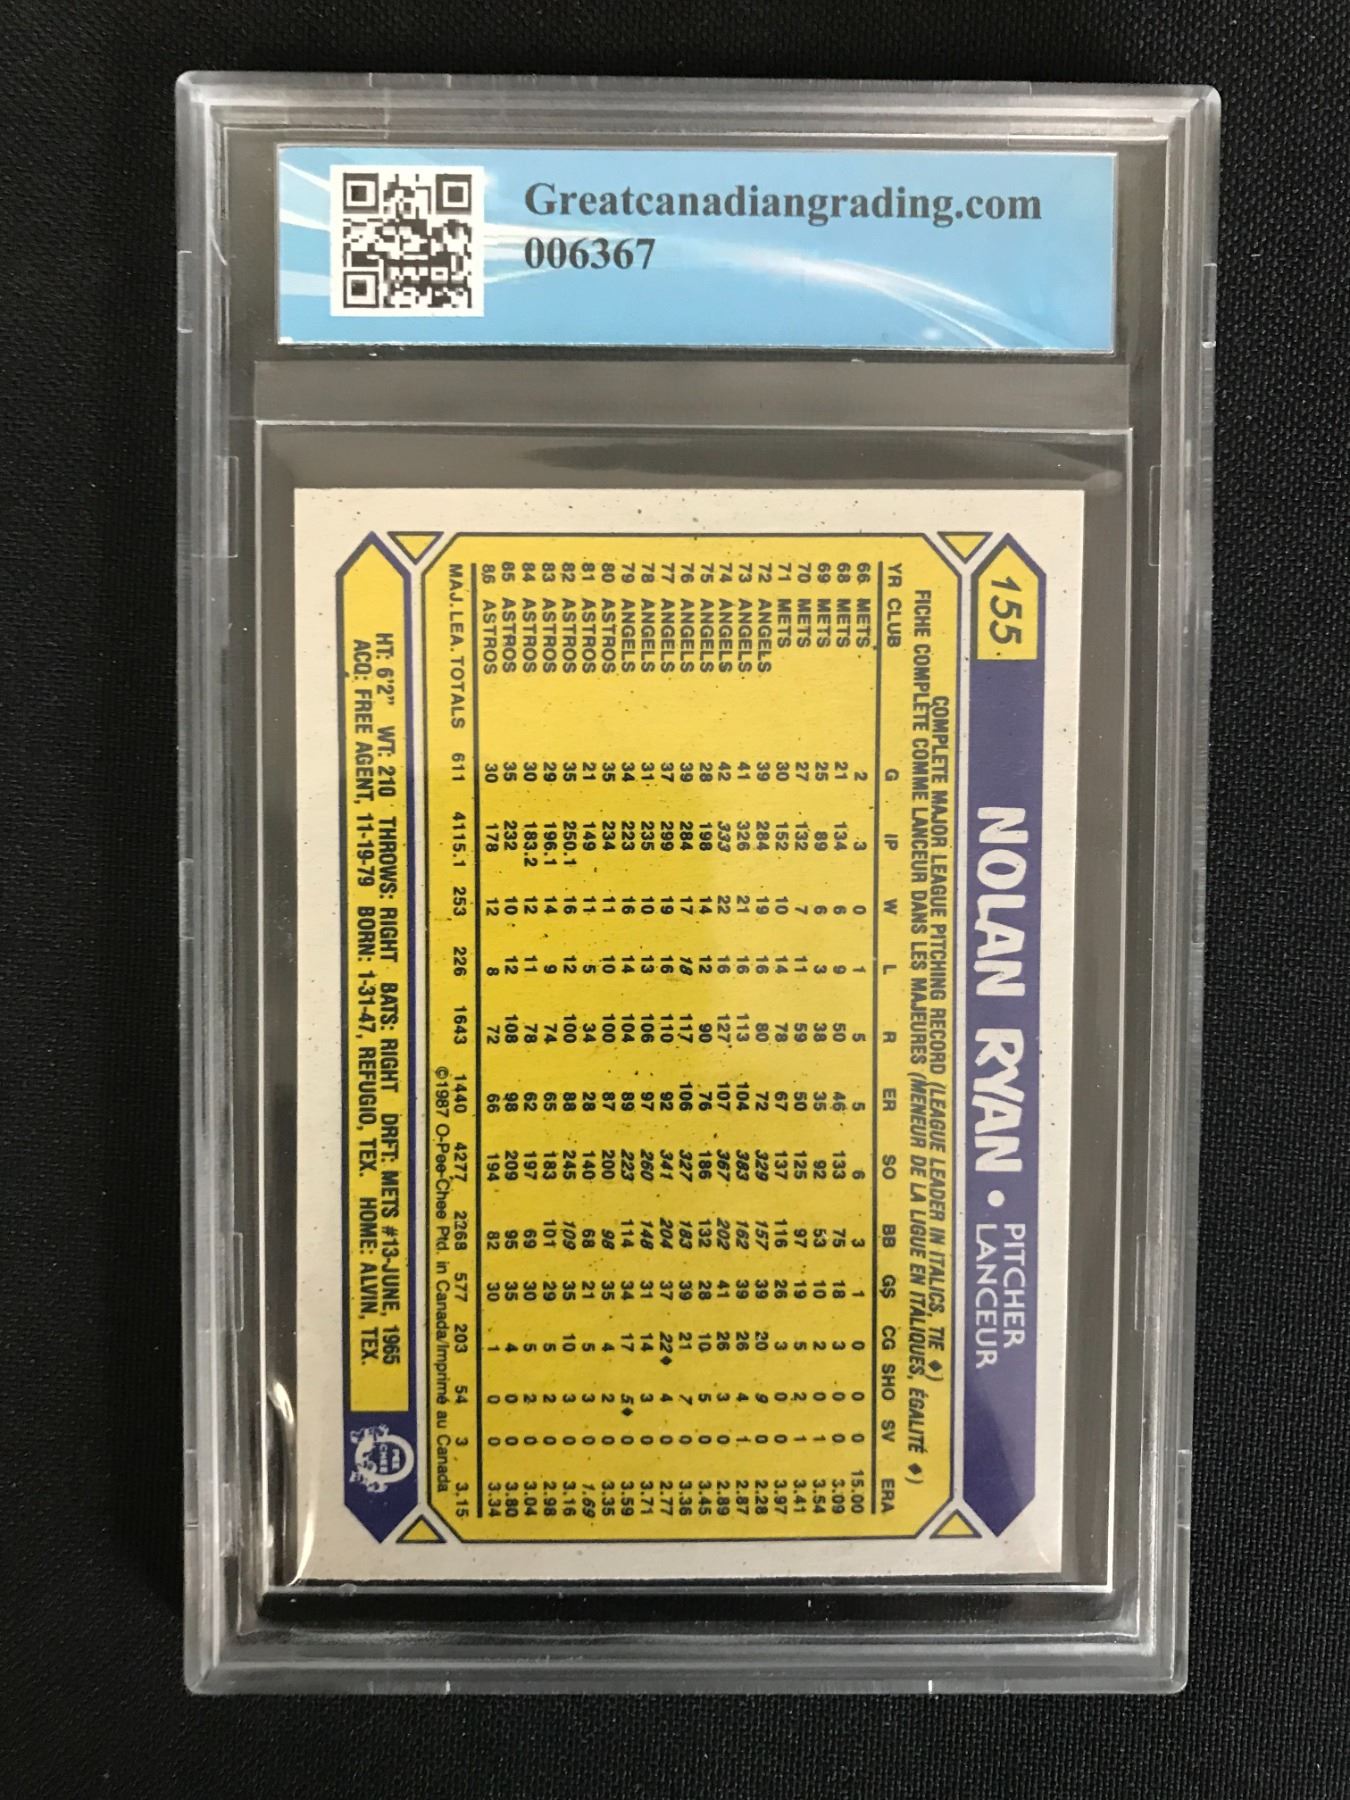 Greatcanadiangrading.com
006367
155 NOLAN RYAN • PITCHER
LANCEUR
COMPLETE MAJOR LEAGUE PITCHING RECORD (LEAGUE LEADER IN ITALICS, TIE ♦)
FICHE COMPLÈTE COMME LANCEUR DANS LES MAJEURES (MENEUR DE LA LIGUE EN ITALIQUES, ÉGALITÉ ♦)
YR CLUB G IP W L R ER SO BB GS CG SHO SV ERA
66 METS 2 3 0 1 5 5 6 3 1 0 0 0 15.00
68 METS 21 134 6 9 50 46 133 75 18 3 0 0 3.09
69 METS 25 89 6 3 38 35 92 53 10 2 0 1 3.54
70 METS 27 132 7 11 59 50 125 97 19 5 2 1 3.41
71 METS 30 152 10 14 78 67 137 116 26 3 0 0 3.97
72 ANGELS 39 284 19 16 80 72 329 157 39 20 9 0 2.28
73 ANGELS 41 326 21 16 113 104 383 162 39 26 4 1 2.87
74 ANGELS 42 333 22 16 127 107 367 202 41 26 3 0 2.89
75 ANGELS 28 198 14 12 90 76 186 132 28 10 5 0 3.45
76 ANGELS 39 284 17 18 117 106 327 183 39 21 7 0 3.36
77 ANGELS 37 299 19 16 110 92 341 204 37 22♦ 4 0 2.77
78 ANGELS 31 235 10 13 106 97 260 148 31 14 3 0 3.71
79 ANGELS 34 223 16 14 104 89 223 114 34 17 5♦ 0 3.59
80 ASTROS 35 234 11 10 100 87 200 98 35 4 2 0 3.35
81 ASTROS 21 149 11 5 34 28 140 68 21 5 3 0 1.69
82 ASTROS 35 250.1 16 12 100 88 245 109 35 10 3 0 3.16
83 ASTROS 29 196.1 14 9 74 65 183 101 29 5 2 0 2.98
84 ASTROS 30 183.2 12 11 78 62 197 69 30 5 2 0 3.04
85 ASTROS 35 232 10 12 108 98 209 95 35 4 0 0 3.80
86 ASTROS 30 178 12 8 72 66 194 82 30 1 0 0 3.34
MAJ. LEA. TOTALS 611 4115.1 253 226 1643 1440 4277 2268 577 203 54 3 3.15
©1987 O-Pee-Chee Ptd. in Canada/Imprimé au Canada
HT: 6'2" WT: 210 THROWS: RIGHT BATS: RIGHT DRFT: METS #13-JUNE, 1965
ACQ: FREE AGENT, 11-19-79 BORN: 1-31-47, REFUGIO, TEX. HOME: ALVIN, TEX.
O
PEE
CHEE